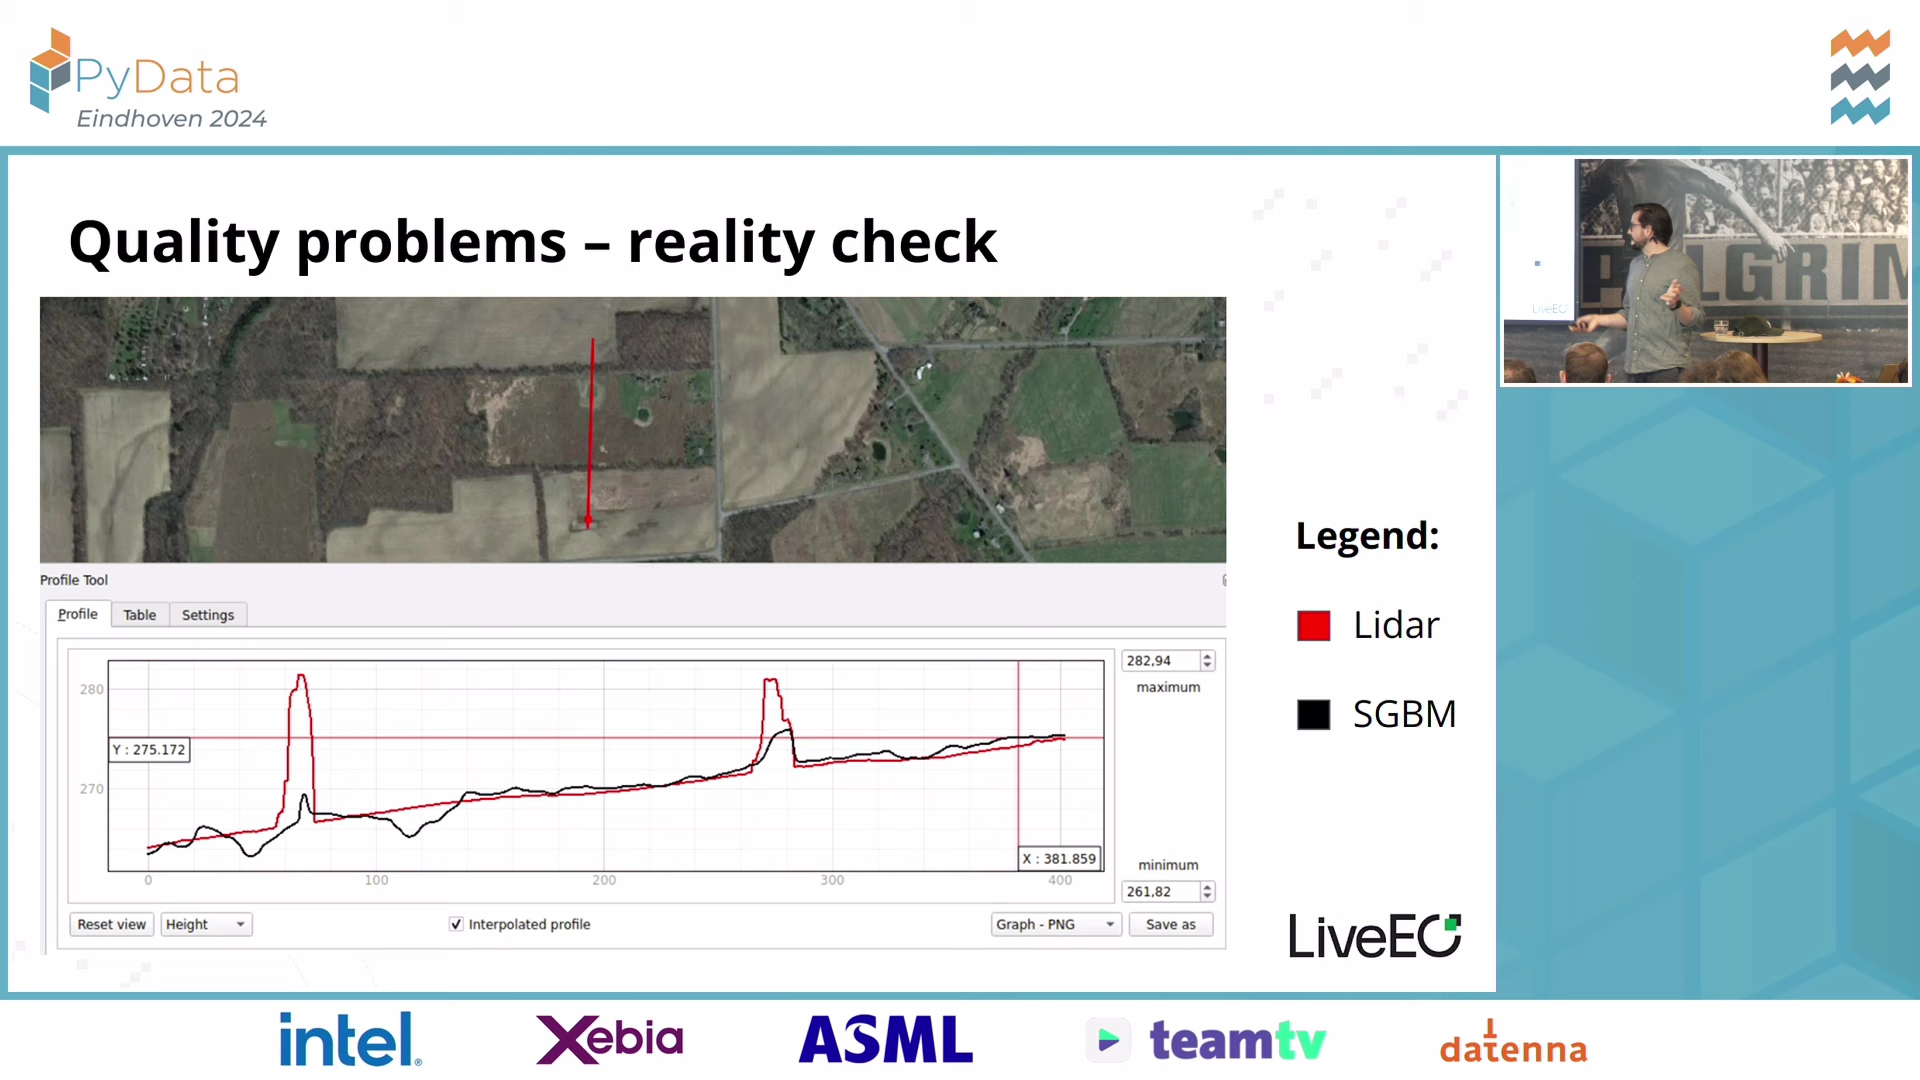 PyData
Eindhoven 2024
Quality problems – reality check
Profile Tool
Profile
Table
Settings
280
270
Y : 275.172
X : 381.859
0
100
200
300
400
282,94
maximum
minimum
261,82
Reset view
Height
Interpolated profile
Graph - PNG
Save as
Legend:
Lidar
SGBM
LiveEO
LiveEO
intel.
Xebia
ASML
teamtv
datenna